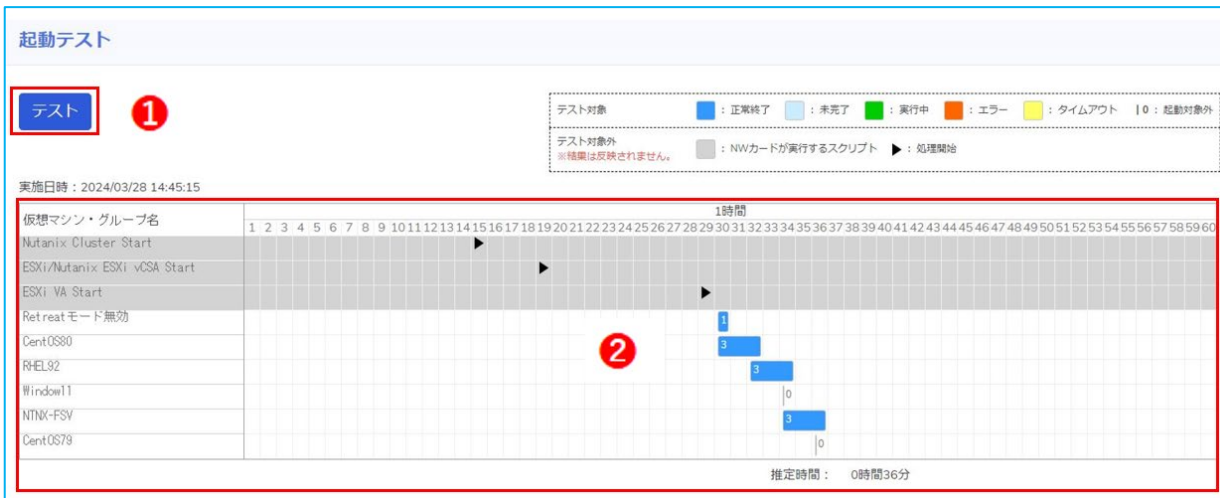 起動テスト
テスト
1
テスト対象
: 正常終了
: 未完了
: 実行中
: エラー
: タイムアウト
| 0 : 起動対象外
テスト対象外
※結果は反映されません。
: NWカードが実行するスクリプト
▶ : 処理開始
実施日時 : 2024/03/28 14:45:15
仮想マシン・グループ名
1時間
1 2 3 4 5 6 7 8 9 10 11 12 13 14 15 16 17 18 19 20 21 22 23 24 25 26 27 28 29 30 31 32 33 34 35 36 37 38 39 40 41 42 43 44 45 46 47 48 49 50 51 52 53 54 55 56 57 58 59 60
Nutanix Cluster Start
ESXi/Nutanix ESXi vCSA Start
ESXi VA Start
Retreatモード無効 1
CentOS80 3
2
RHEL92 3
Window11 0
NTNX-FSV 3
CentOS79 0
推定時間 : 0時間36分